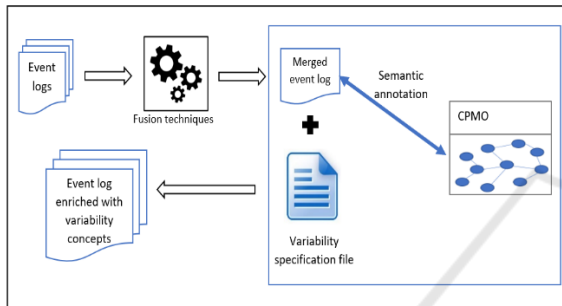 Event
logs
Fusion techniques
Merged
event log
Semantic
annotation
CPMO
Variability
specification file
Event log
enriched with
variability
concepts